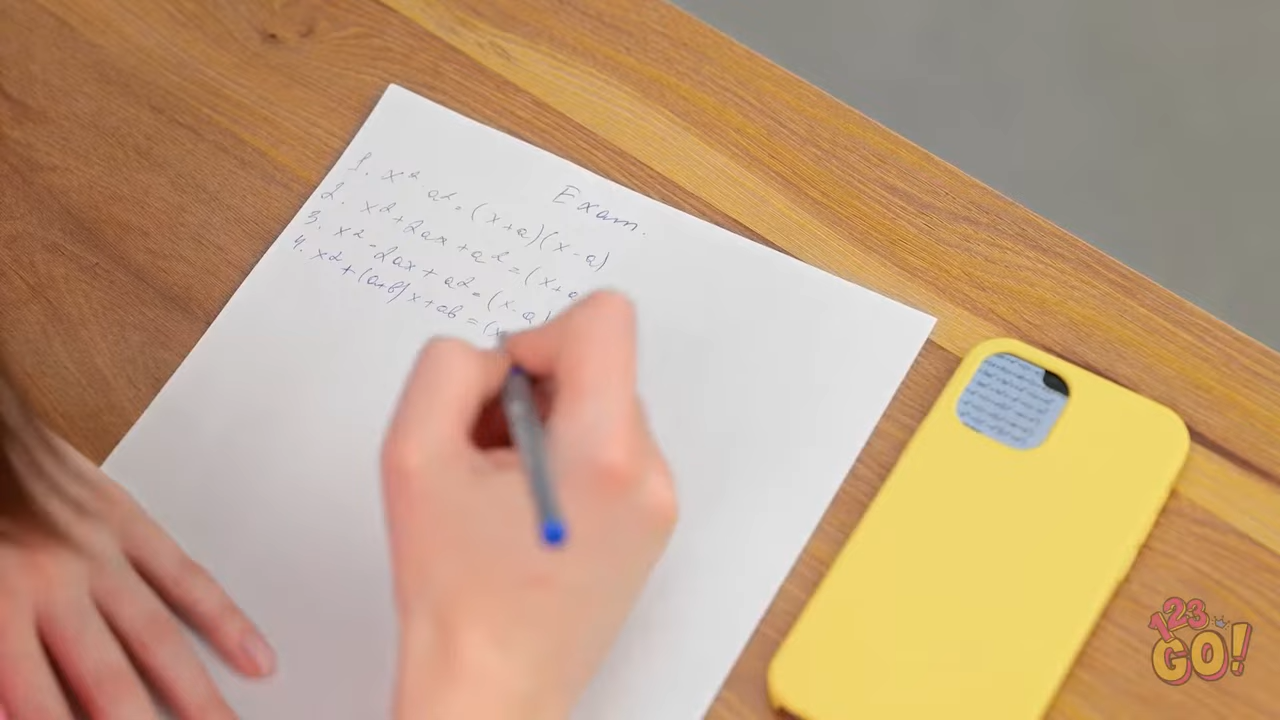 Exam.
1. x². a2 = (x+a)(x-a)
2. x2+2ax+a2 = (x+a
3. x2-2ax+a2 = (x-a)
4. x2
+(a+b)x+ab = (x
123
GO!